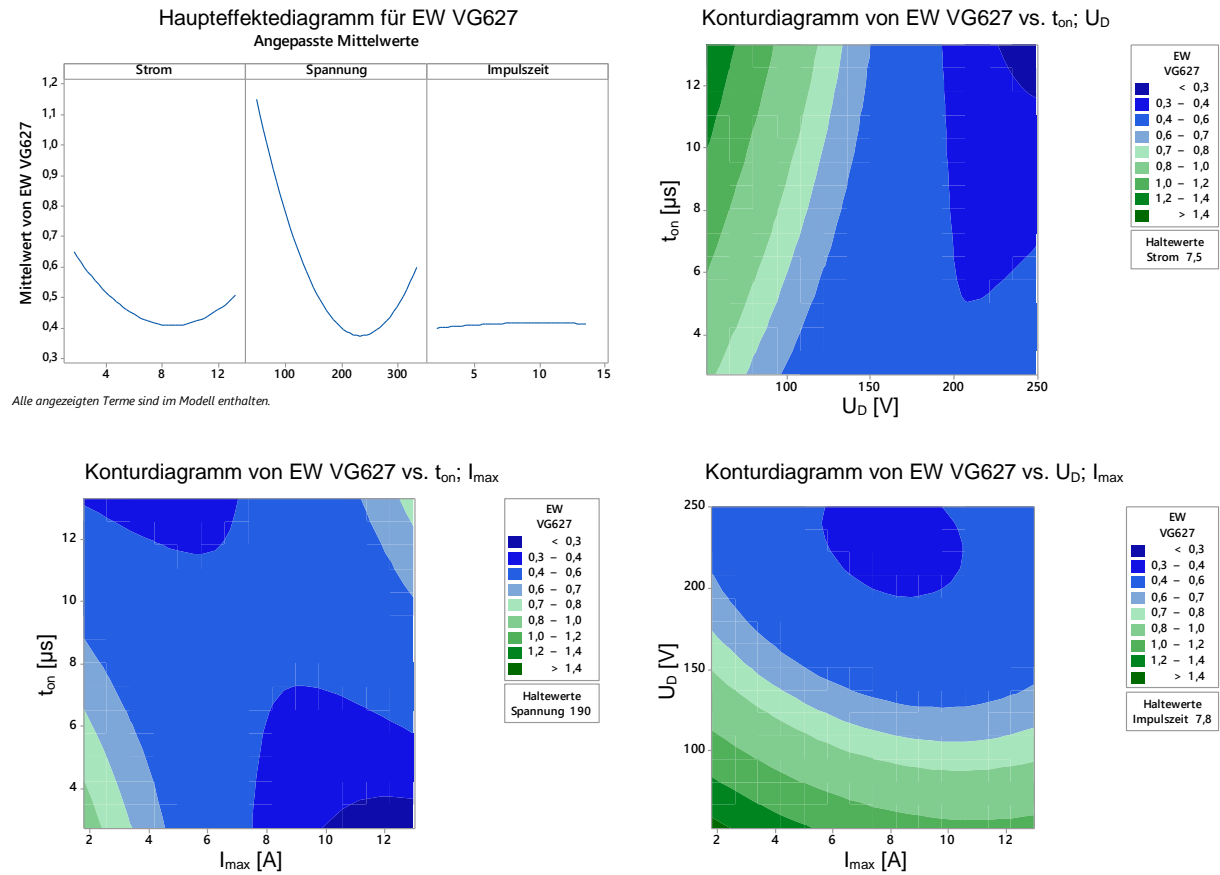 Haupteffektediagramm für EW VG627
Angepasste Mittelwerte
Strom Spannung Impulszeit
Mittelwert von EW VG627
1,2
1,1
1,0
0,9
0,8
0,7
0,6
0,5
0,4
0,3
4 8 12 100 200 300 5 10 15
Alle angezeigten Terme sind im Modell enthalten.
Konturdiagramm von EW VG627 vs. ton; UD
ton [µs]
12
10
8
6
4
100 150 200 250
UD [V]
EW
VG627
< 0,3
0,3 – 0,4
0,4 – 0,6
0,6 – 0,7
0,7 – 0,8
0,8 – 1,0
1,0 – 1,2
1,2 – 1,4
> 1,4
Haltewerte
Strom 7,5
Konturdiagramm von EW VG627 vs. ton; Imax
ton [µs]
12
10
8
6
4
2 4 6 8 10 12
Imax [A]
EW
VG627
< 0,3
0,3 – 0,4
0,4 – 0,6
0,6 – 0,7
0,7 – 0,8
0,8 – 1,0
1,0 – 1,2
1,2 – 1,4
> 1,4
Haltewerte
Spannung 190
Konturdiagramm von EW VG627 vs. UD; Imax
UD [V]
250
200
150
100
2 4 6 8 10 12
Imax [A]
EW
VG627
< 0,3
0,3 – 0,4
0,4 – 0,6
0,6 – 0,7
0,7 – 0,8
0,8 – 1,0
1,0 – 1,2
1,2 – 1,4
> 1,4
Haltewerte
Impulszeit 7,8